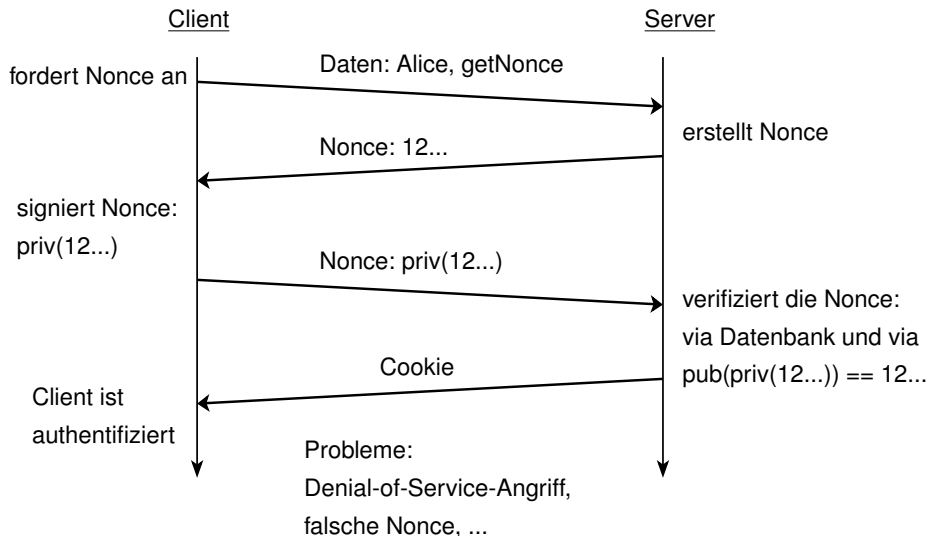 Client
Server
fordert Nonce an
Daten: Alice, getNonce
erstellt Nonce
Nonce: 12...
signiert Nonce:
priv(12...)
Nonce: priv(12...)
verifiziert die Nonce:
via Datenbank und via
pub(priv(12...)) == 12...
Cookie
Client ist
authentifiziert
Probleme:
Denial-of-Service-Angriff,
falsche Nonce, ...